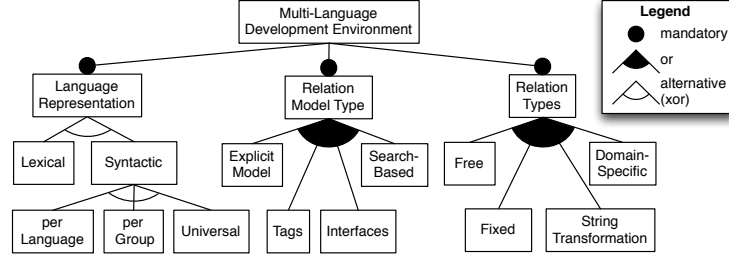 Multi-Language
Development Environment
Legend
mandatory
or
alternative
(xor)
Language
Representation
Relation
Model Type
Relation
Types
Lexical
Syntactic
Explicit
Model
Search-
Based
Free
Domain-
Specific
per
Language
per
Group
Universal
Tags
Interfaces
Fixed
String
Transformation